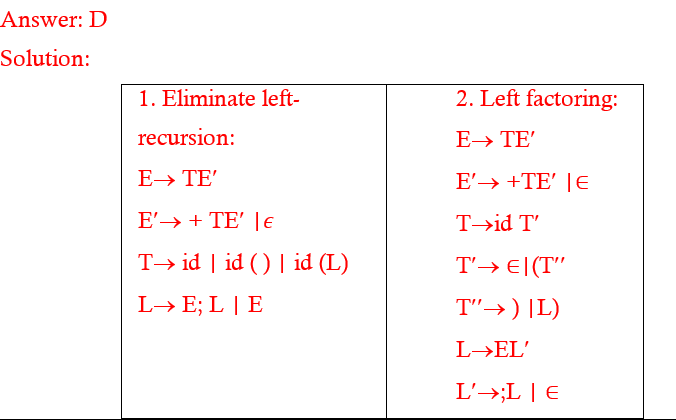 Answer: D
Solution:
1. Eliminate left-
recursion:
E→ TE′
E′→ + TE′ |ϵ
T→ id | id ( ) | id (L)
L→ E; L | E
2. Left factoring:
E→ TE′
E′→ +TE′ |∈
T→id T′
T′→ ∈|(T′′
T′′→ ) |L)
L→EL′
L′→;L | ∈